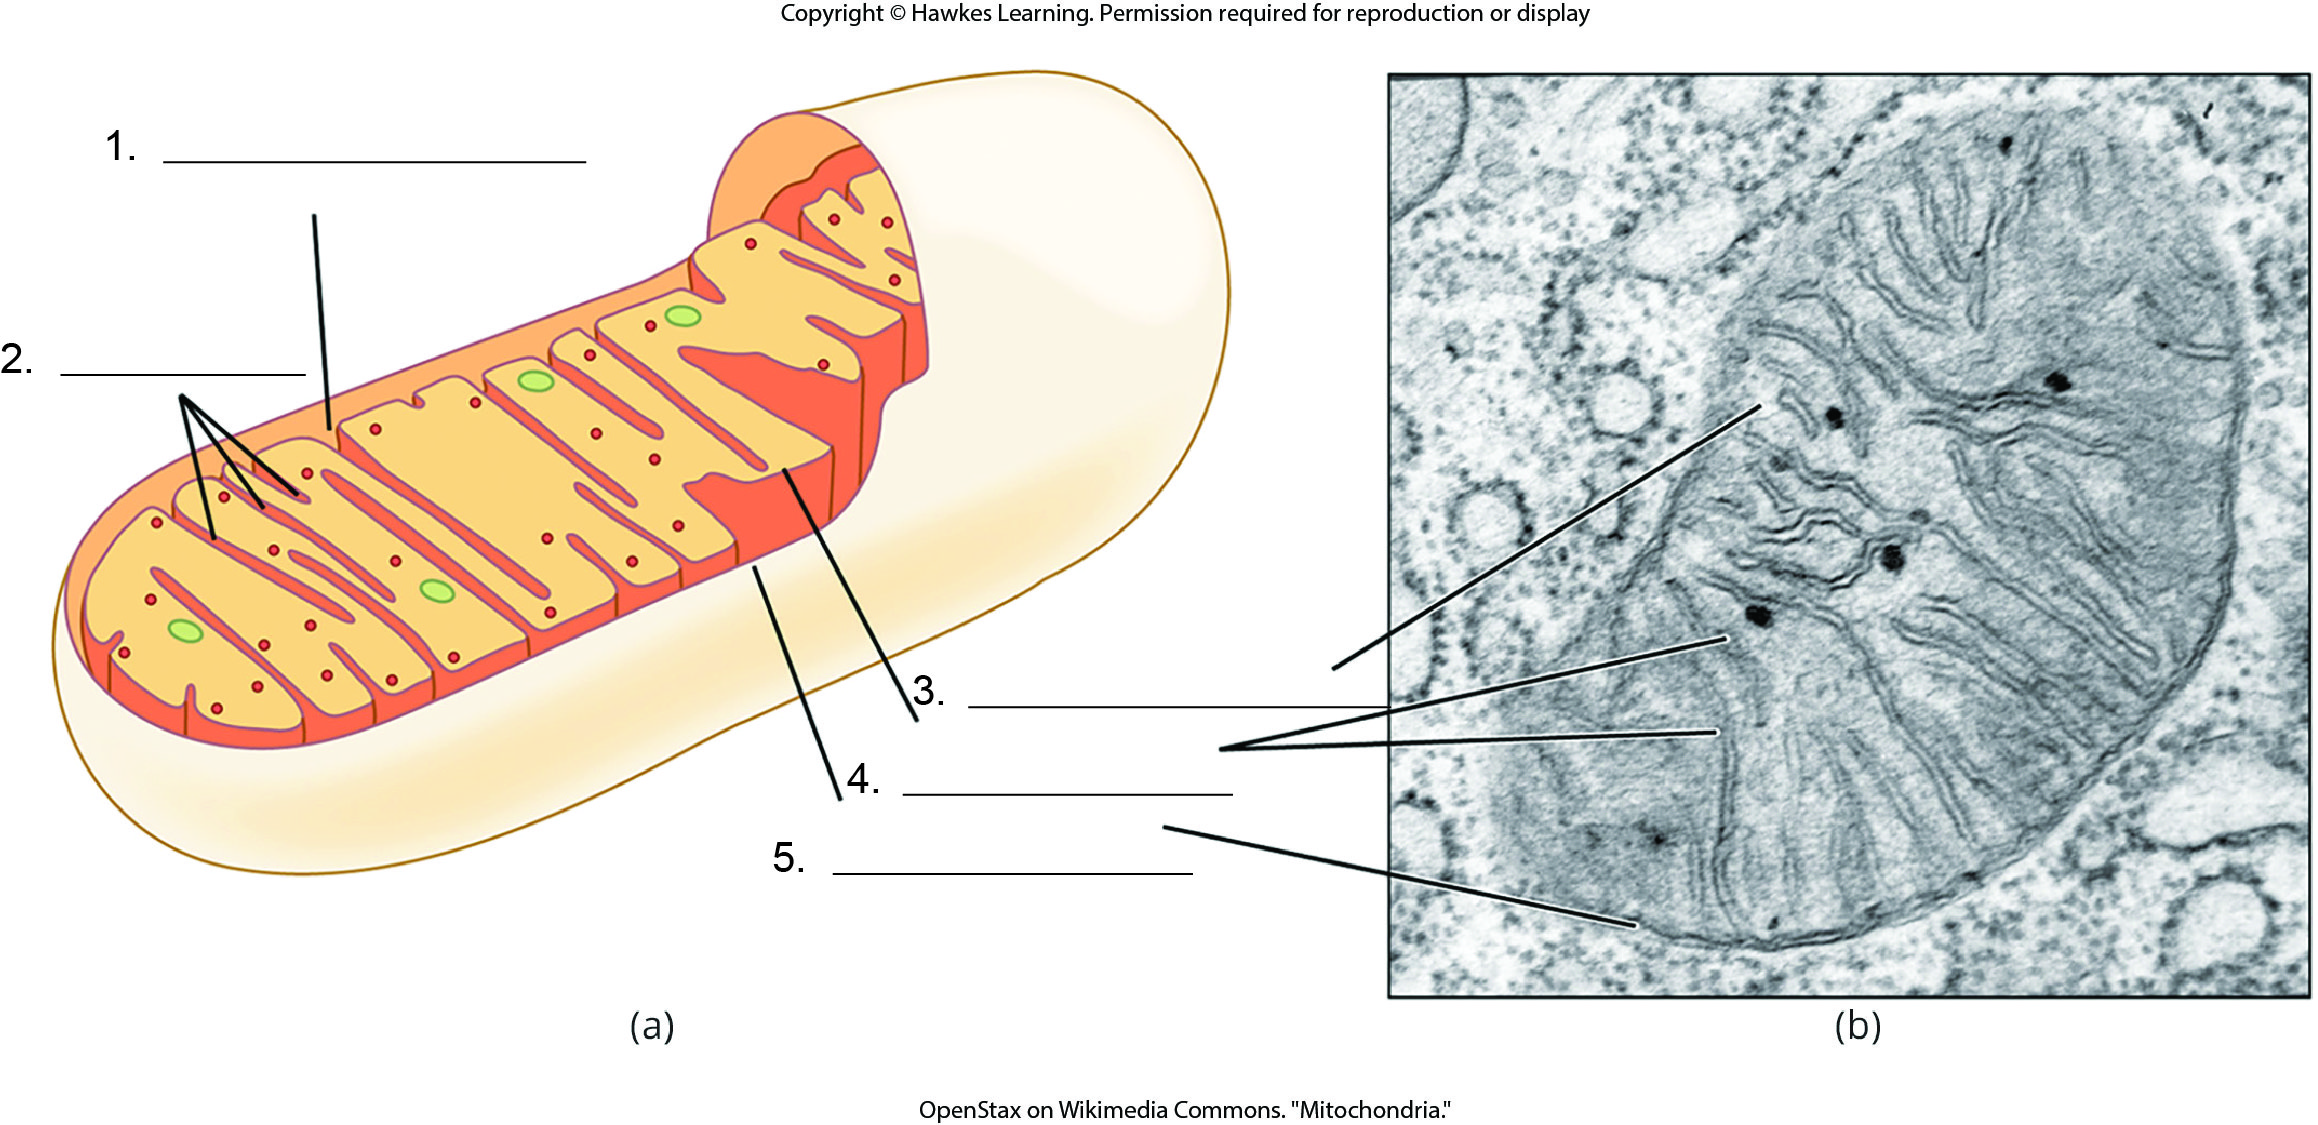 Copyright © Hawkes Learning. Permission required for reproduction or display
1.
2.
3.
4.
5.
(a)
(b)
OpenStax on Wikimedia Commons. "Mitochondria."